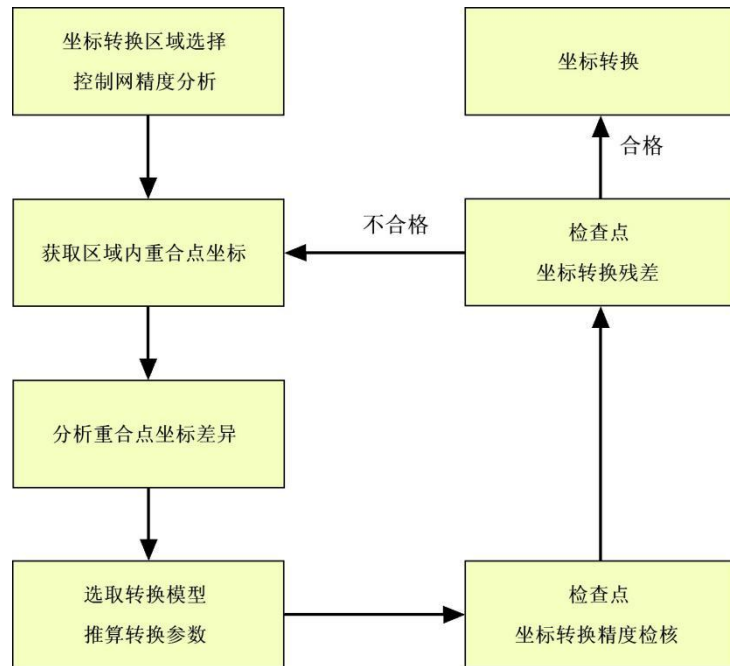 坐标转换区域选择
控制网精度分析
获取区域内重合点坐标
分析重合点坐标差异
选取转换模型
推算转换参数
检查点
坐标转换精度检核
检查点
坐标转换残差
不合格
合格
坐标转换